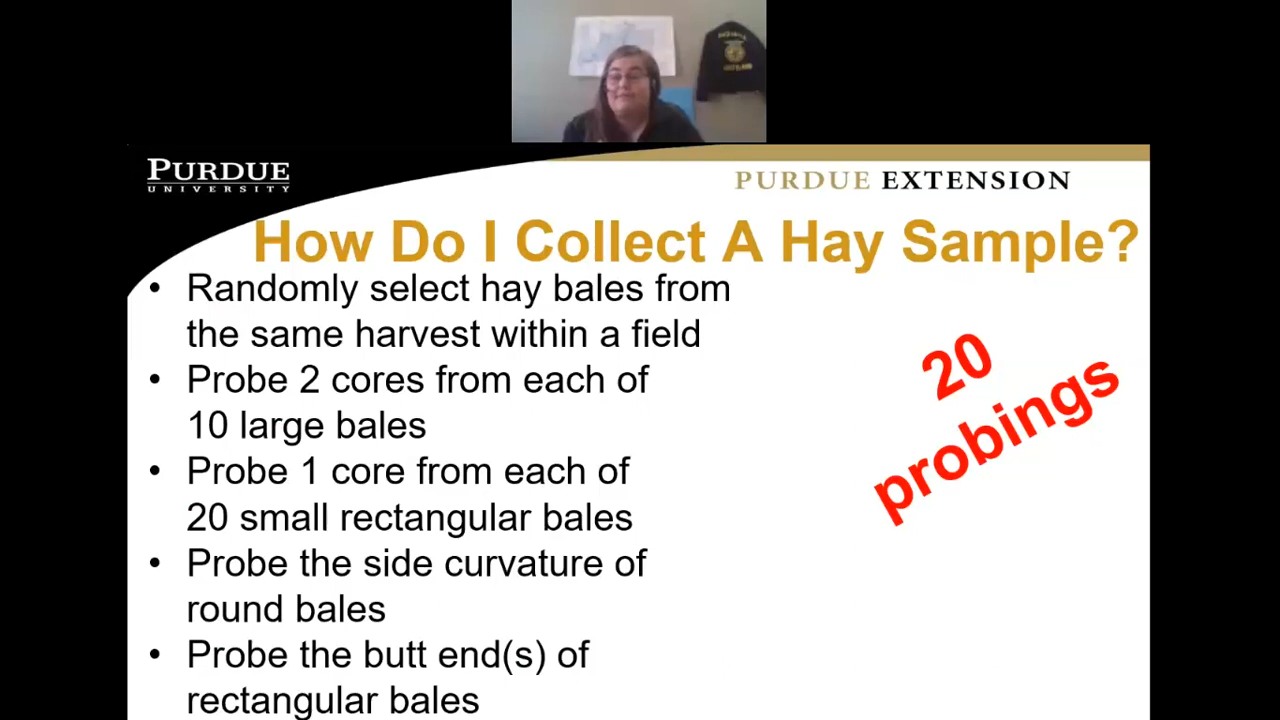 PURDUE
UNIVERSITY
PURDUE EXTENSION
How Do I Collect A Hay Sample?
• Randomly select hay bales from
the same harvest within a field
• Probe 2 cores from each of
10 large bales
• Probe 1 core from each of
20 small rectangular bales
• Probe the side curvature of
round bales
• Probe the butt end(s) of
rectangular bales
20
probings